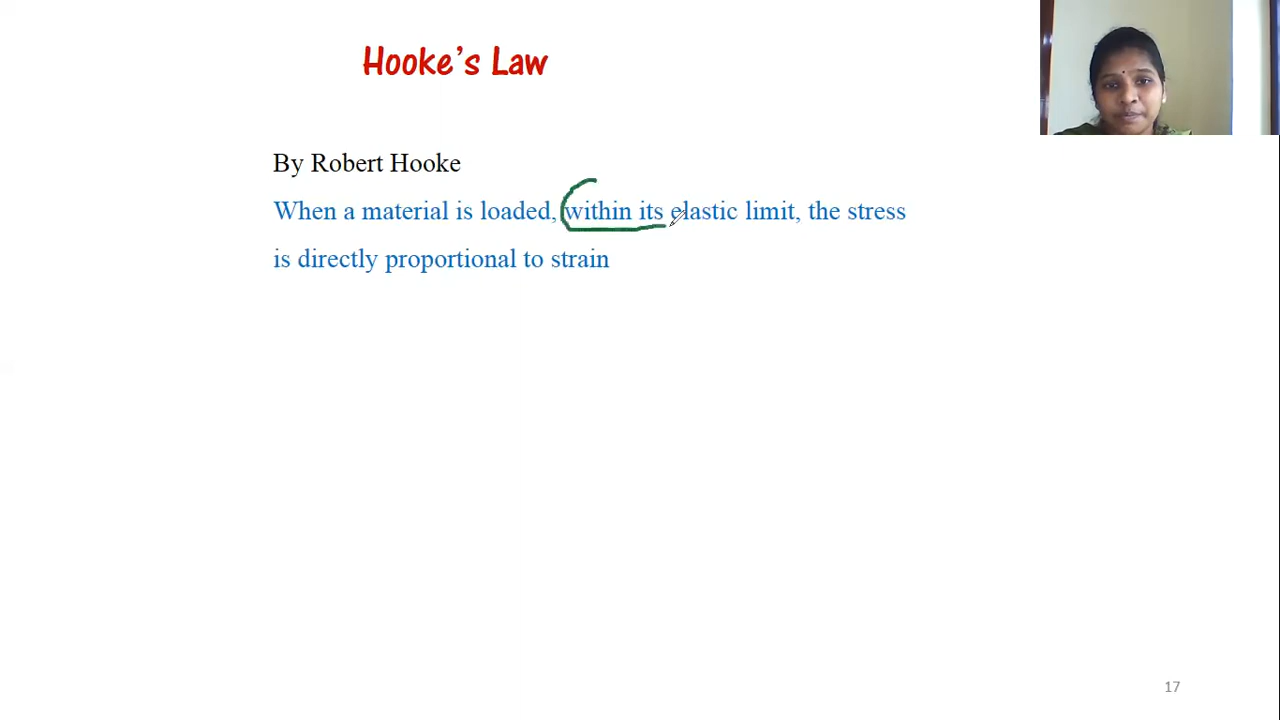 Hooke's Law
By Robert Hooke
When a material is loaded, within its elastic limit, the stress
is directly proportional to strain
17